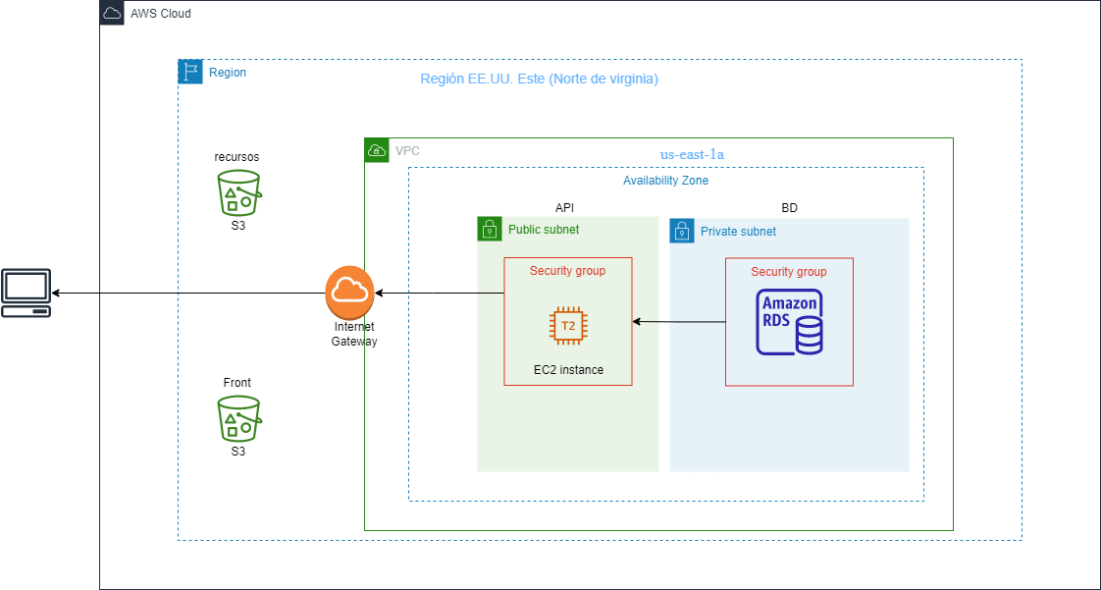 AWS Cloud
Region
Región EE.UU. Este (Norte de virginia)
recursos
S3
VPC
us-east-1a
Availability Zone
API
BD
Public subnet
Private subnet
Security group
Security group
Amazon
RDS
T2
EC2 instance
Internet
Gateway
Front
S3